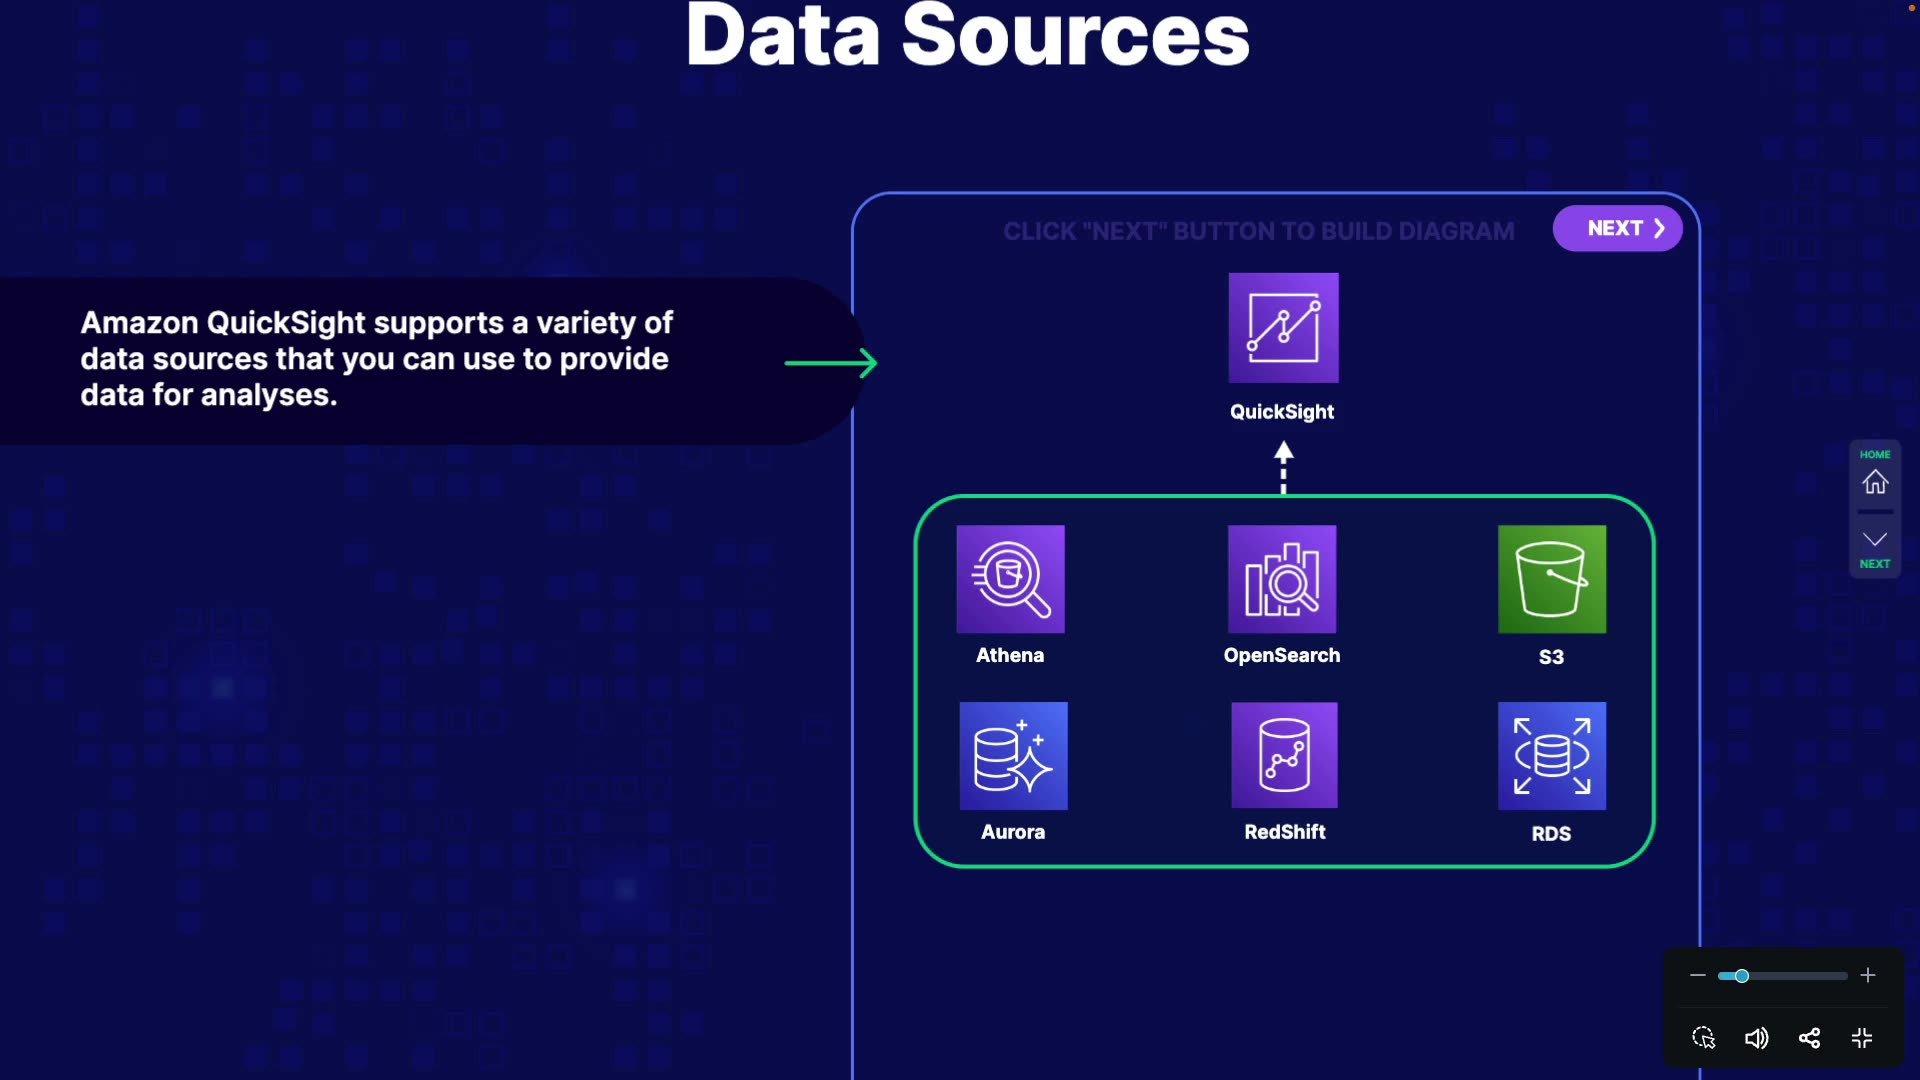 Data Sources
CLICK "NEXT" BUTTON TO BUILD DIAGRAM
NEXT
Amazon QuickSight supports a variety of
data sources that you can use to provide
data for analyses.
QuickSight
HOME
NEXT
Athena
OpenSearch
S3
Aurora
RedShift
RDS